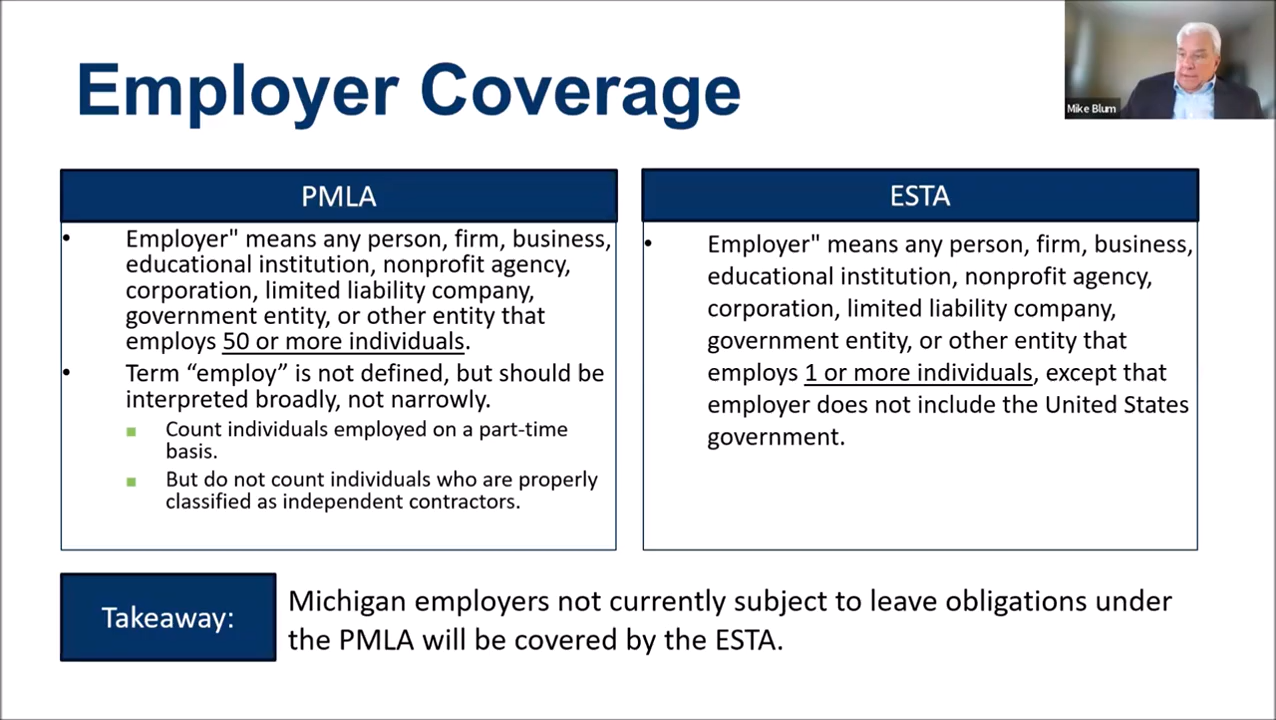 Employer Coverage
Mike Blum
PMLA
• Employer" means any person, firm, business,
educational institution, nonprofit agency,
corporation, limited liability company,
government entity, or other entity that
employs 50 or more individuals.
• Term “employ” is not defined, but should be
interpreted broadly, not narrowly.
■ Count individuals employed on a part-time
basis.
■ But do not count individuals who are properly
classified as independent contractors.
ESTA
• Employer" means any person, firm, business,
educational institution, nonprofit agency,
corporation, limited liability company,
government entity, or other entity that
employs 1 or more individuals, except that
employer does not include the United States
government.
Takeaway:
Michigan employers not currently subject to leave obligations under
the PMLA will be covered by the ESTA.